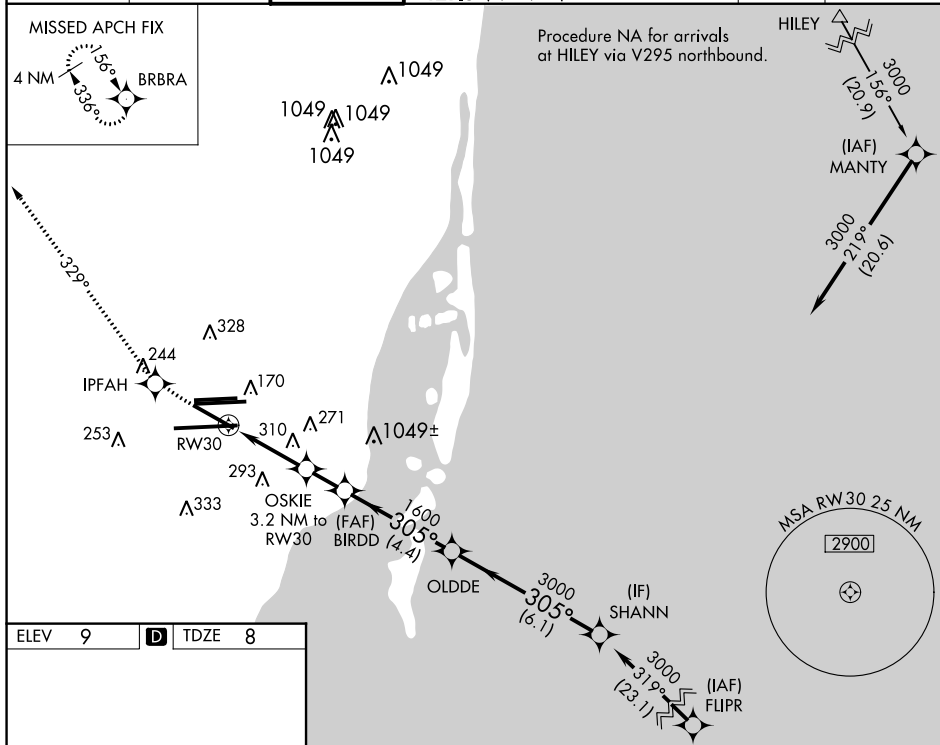 MISSED APCH FIX
4 NM
156°
336°
BRBRA
1049
1049
1049
1049
Procedure NA for arrivals
at HILEY via V295 northbound.
HILEY
3000
156°
(20.9)
(IAF)
MANTY
3000
219°
(20.6)
329°
328
244
IPFAH
170
253
RW30
310
271
1049±
293
333
OSKIE
3.2 NM to
RW30
(FAF)
BIRDD
1600
305°
(4.4)
OLDDE
3000
305°
(6.1)
(IF)
SHANN
3000
319°
(23.1)
(IAF)
FLIPR
MSA RW30 25 NM
2900
ELEV 9
D
TDZE 8